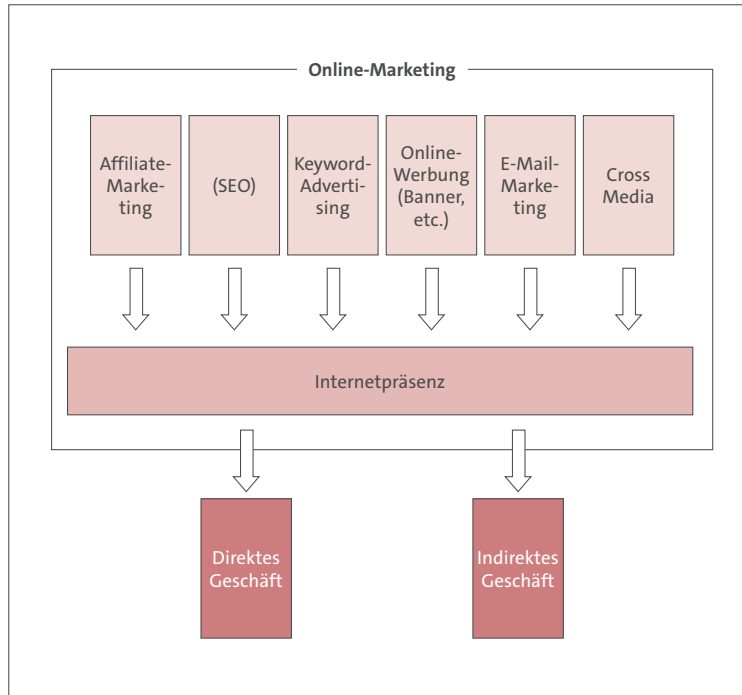 Online-Marketing
Affiliate-
Marke-
ting
(SEO)
Keyword-
Adverti-
sing
Online-
Werbung
(Banner,
etc.)
E-Mail-
Marke-
ting
Cross
Media
Internetpräsenz
Direktes
Geschäft
Indirektes
Geschäft